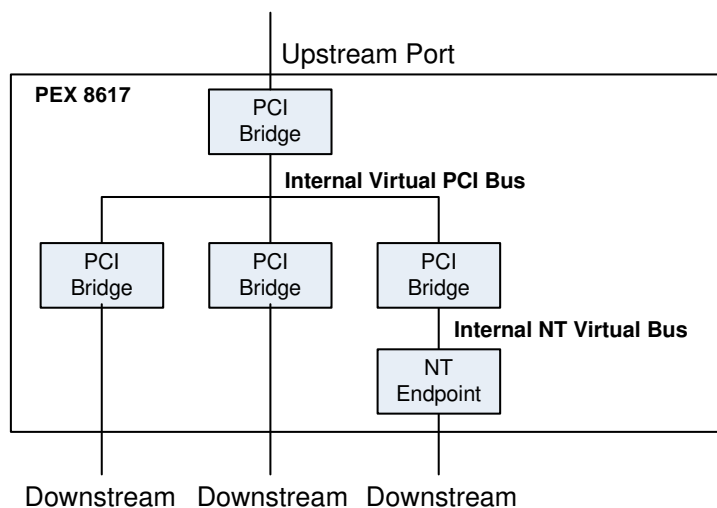 Upstream Port
PEX 8617
PCI
Bridge
Internal Virtual PCI Bus
PCI
Bridge
PCI
Bridge
PCI
Bridge
Internal NT Virtual Bus
NT
Endpoint
Downstream
Downstream
Downstream